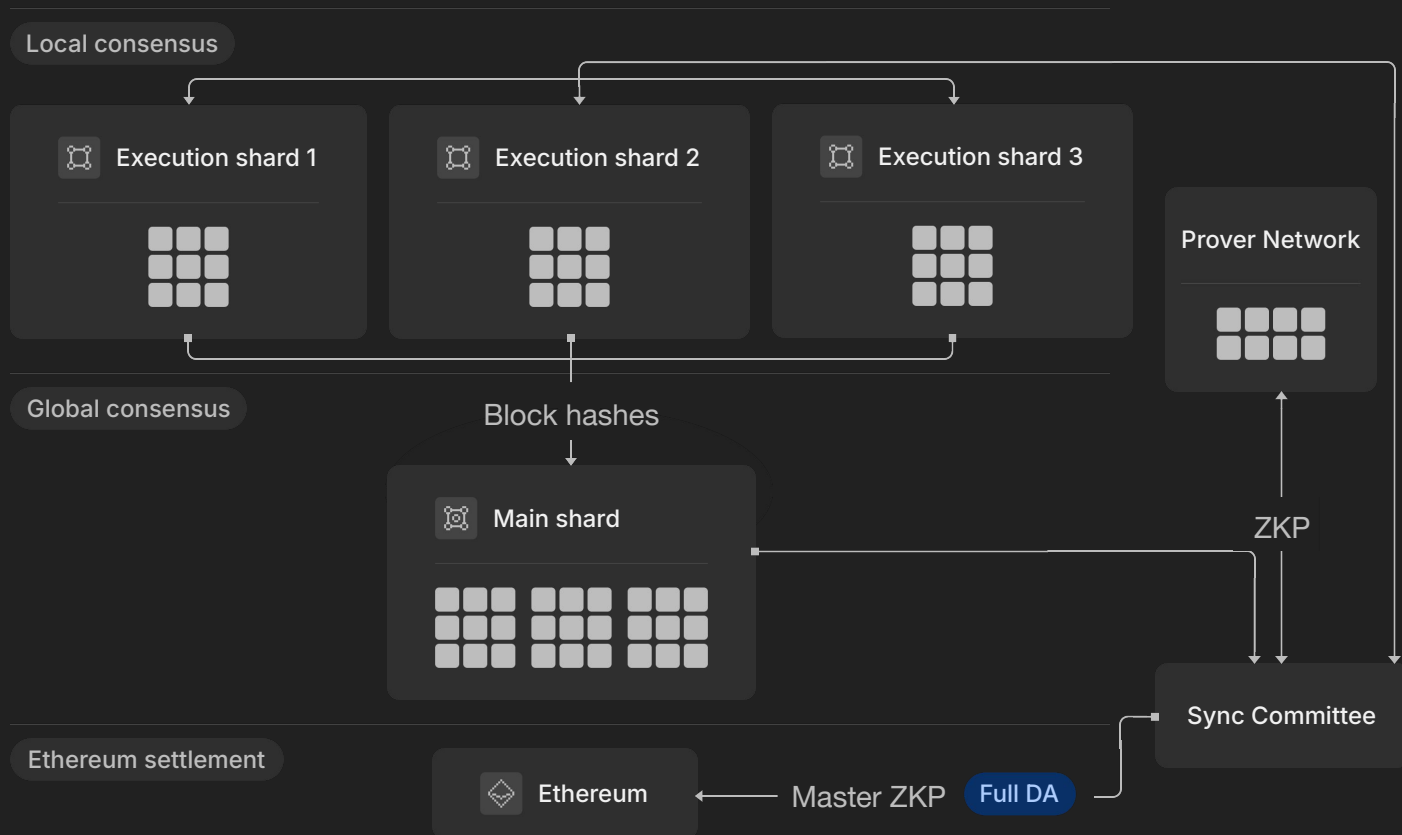 Local consensus
Execution shard 1
Execution shard 2
Execution shard 3
Prover Network
Global consensus
Block hashes
Main shard
ZKP
Sync Committee
Ethereum settlement
Ethereum
Master ZKP
Full DA